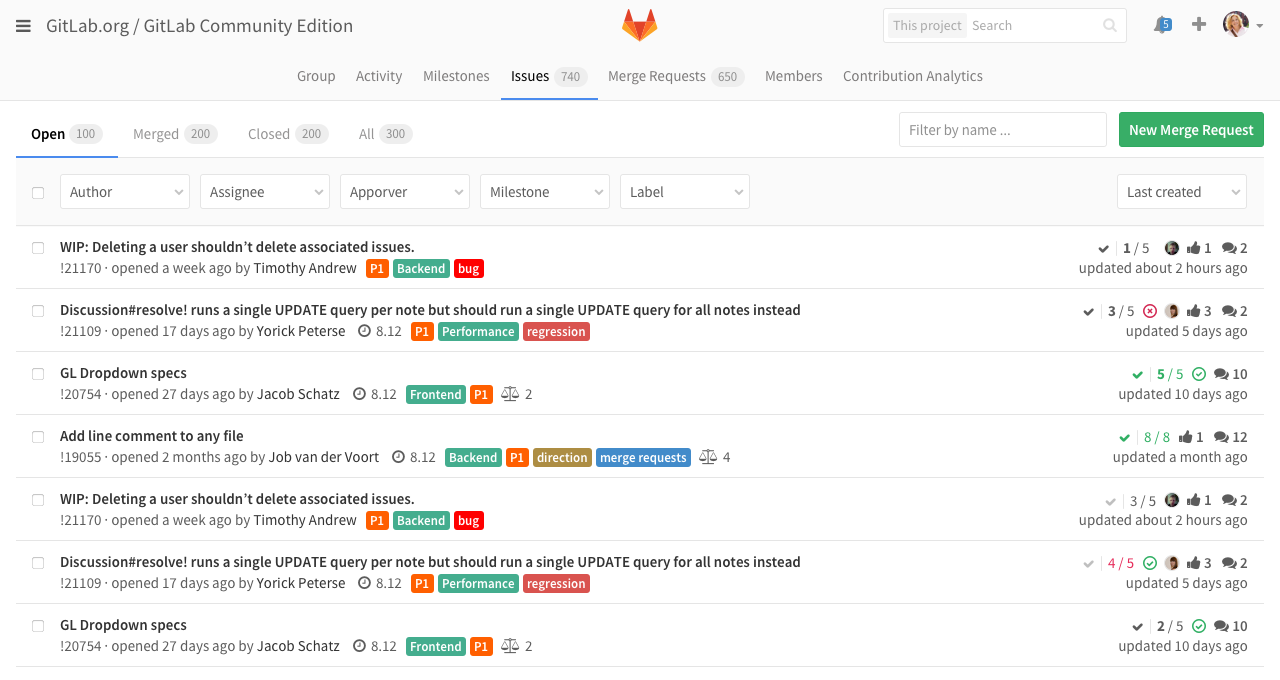 GitLab.org / GitLab Community Edition
This project Search
5
Group Activity Milestones Issues 740 Merge Requests 650 Members Contribution Analytics
Open 100 Merged 200 Closed 200 All 300
Filter by name ...
New Merge Request
Author Assignee Apporver Milestone Label Last created
WIP: Deleting a user shouldn’t delete associated issues. 1 / 5 1 2
!21170 · opened a week ago by Timothy Andrew P1 Backend bug updated about 2 hours ago
Discussion#resolve! runs a single UPDATE query per note but should run a single UPDATE query for all notes instead 3 / 5 3 2
!21109 · opened 17 days ago by Yorick Peterse 8.12 P1 Performance regression updated 5 days ago
GL Dropdown specs 5 / 5 10
!20754 · opened 27 days ago by Jacob Schatz 8.12 Frontend P1 2 updated 10 days ago
Add line comment to any file 8 / 8 1 12
!19055 · opened 2 months ago by Job van der Voort 8.12 Backend P1 direction merge requests 4 updated a month ago
WIP: Deleting a user shouldn’t delete associated issues. 3 / 5 1 2
!21170 · opened a week ago by Timothy Andrew P1 Backend bug updated about 2 hours ago
Discussion#resolve! runs a single UPDATE query per note but should run a single UPDATE query for all notes instead 4 / 5 3 2
!21109 · opened 17 days ago by Yorick Peterse 8.12 P1 Performance regression updated 5 days ago
GL Dropdown specs 2 / 5 10
!20754 · opened 27 days ago by Jacob Schatz 8.12 Frontend P1 2 updated 10 days ago